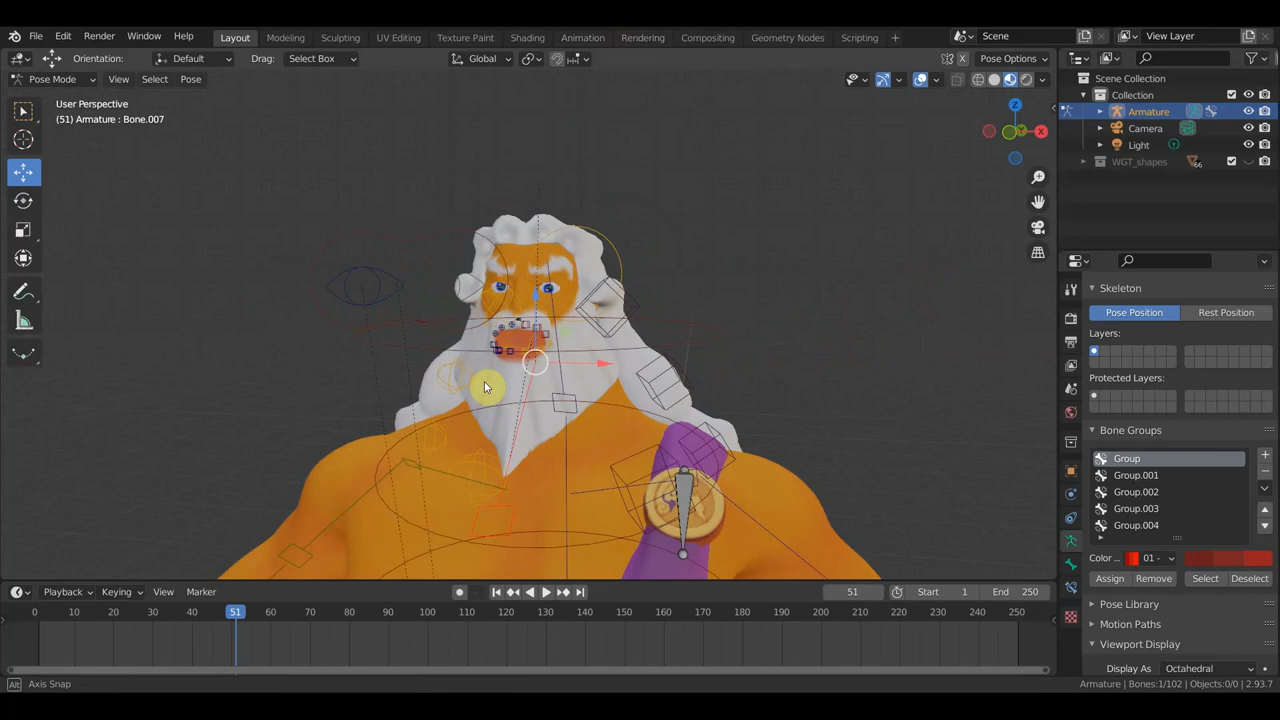 File Edit Render Window Help Layout Modeling Sculpting UV Editing Texture Paint Shading Animation Rendering Compositing Geometry Nodes Scripting + Scene View Layer
Orientation: Default Drag: Select Box Global Pose Options
Pose Mode View Select Pose
User Perspective
(51) Armature : Bone.007
Z
X
Y
Scene Collection
Collection
Armature
Camera
Light
WGT_shapes 66
Skeleton
Pose Position Rest Position
Layers:
Protected Layers:
Bone Groups
Group
Group.001
Group.002
Group.003
Group.004
Color ... 01 -
Assign Remove Select Deselect
Pose Library
Motion Paths
Viewport Display
Display As Octahedral
Playback Keying View Marker 51 Start 1 End 250
0 10 20 30 40 51 60 70 80 90 100 110 120 130 140 150 160 170 180 190 200 210 220 230 240 250
Alt Axis Snap Armature | Bones:1/102 | Objects:0/0 | 2.93.7